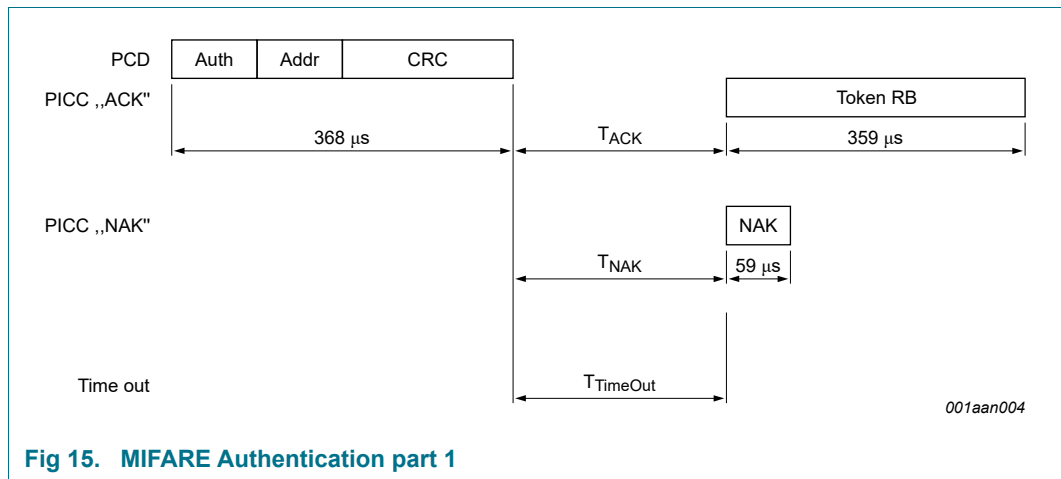 PCD Auth Addr CRC
PICC ,,ACK" Token RB
368 μs TACK 359 μs
PICC ,,NAK" NAK
TNAK 59 μs
Time out TTimeOut
001aan004
Fig 15. MIFARE Authentication part 1